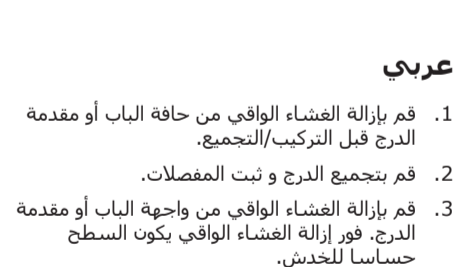 عربي
1. قم بإزالة الغشاء الواقي من حافة الباب أو مقدمة
الدرج قبل التركيب/التجميع.
2. قم بتجميع الدرج و ثبت المفصلات.
3. قم بإزالة الغشاء الواقي من واجهة الباب أو مقدمة
الدرج. فور إزالة الغشاء الواقي يكون السطح
حساسا للخدش.